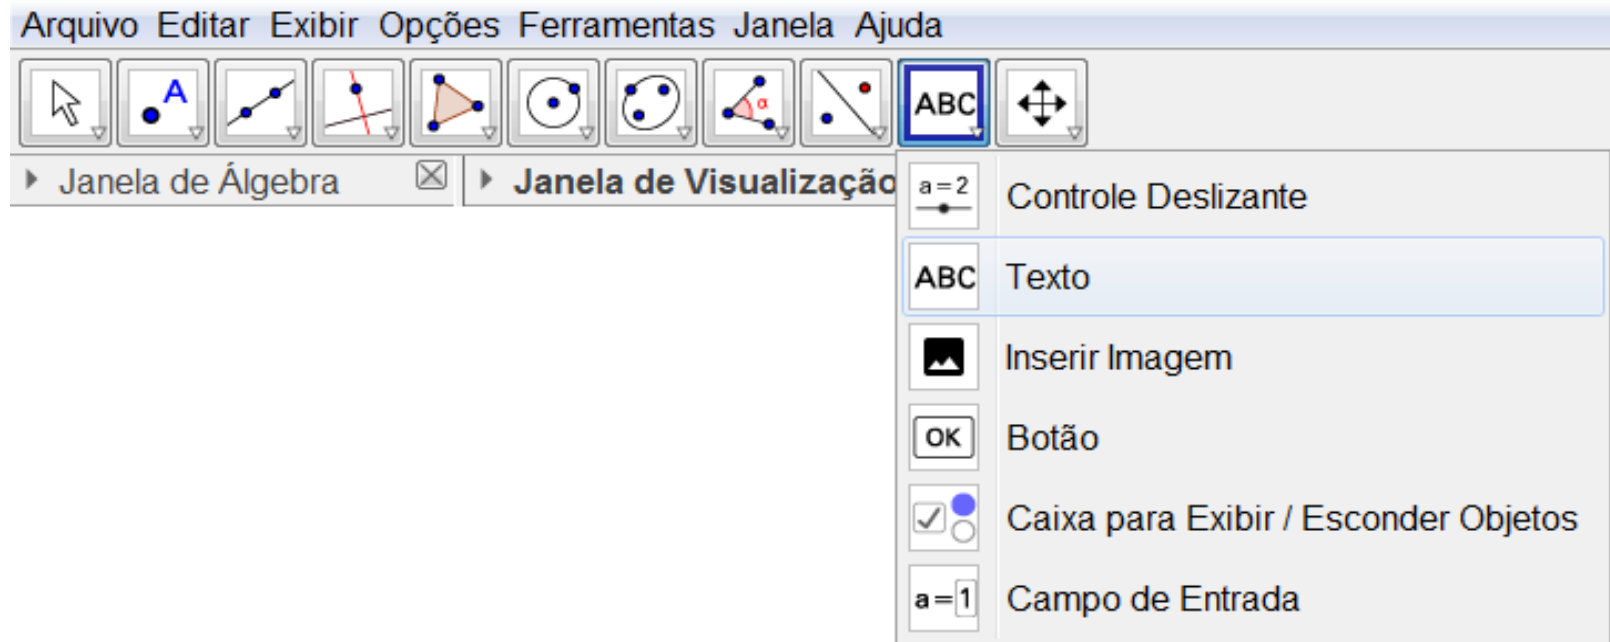 Arquivo Editar Exibir Opções Ferramentas Janela Ajuda
A α ABC
Janela de Álgebra Janela de Visualização
a=2 Controle Deslizante
ABC Texto
Inserir Imagem
OK Botão
Caixa para Exibir / Esconder Objetos
a=1 Campo de Entrada